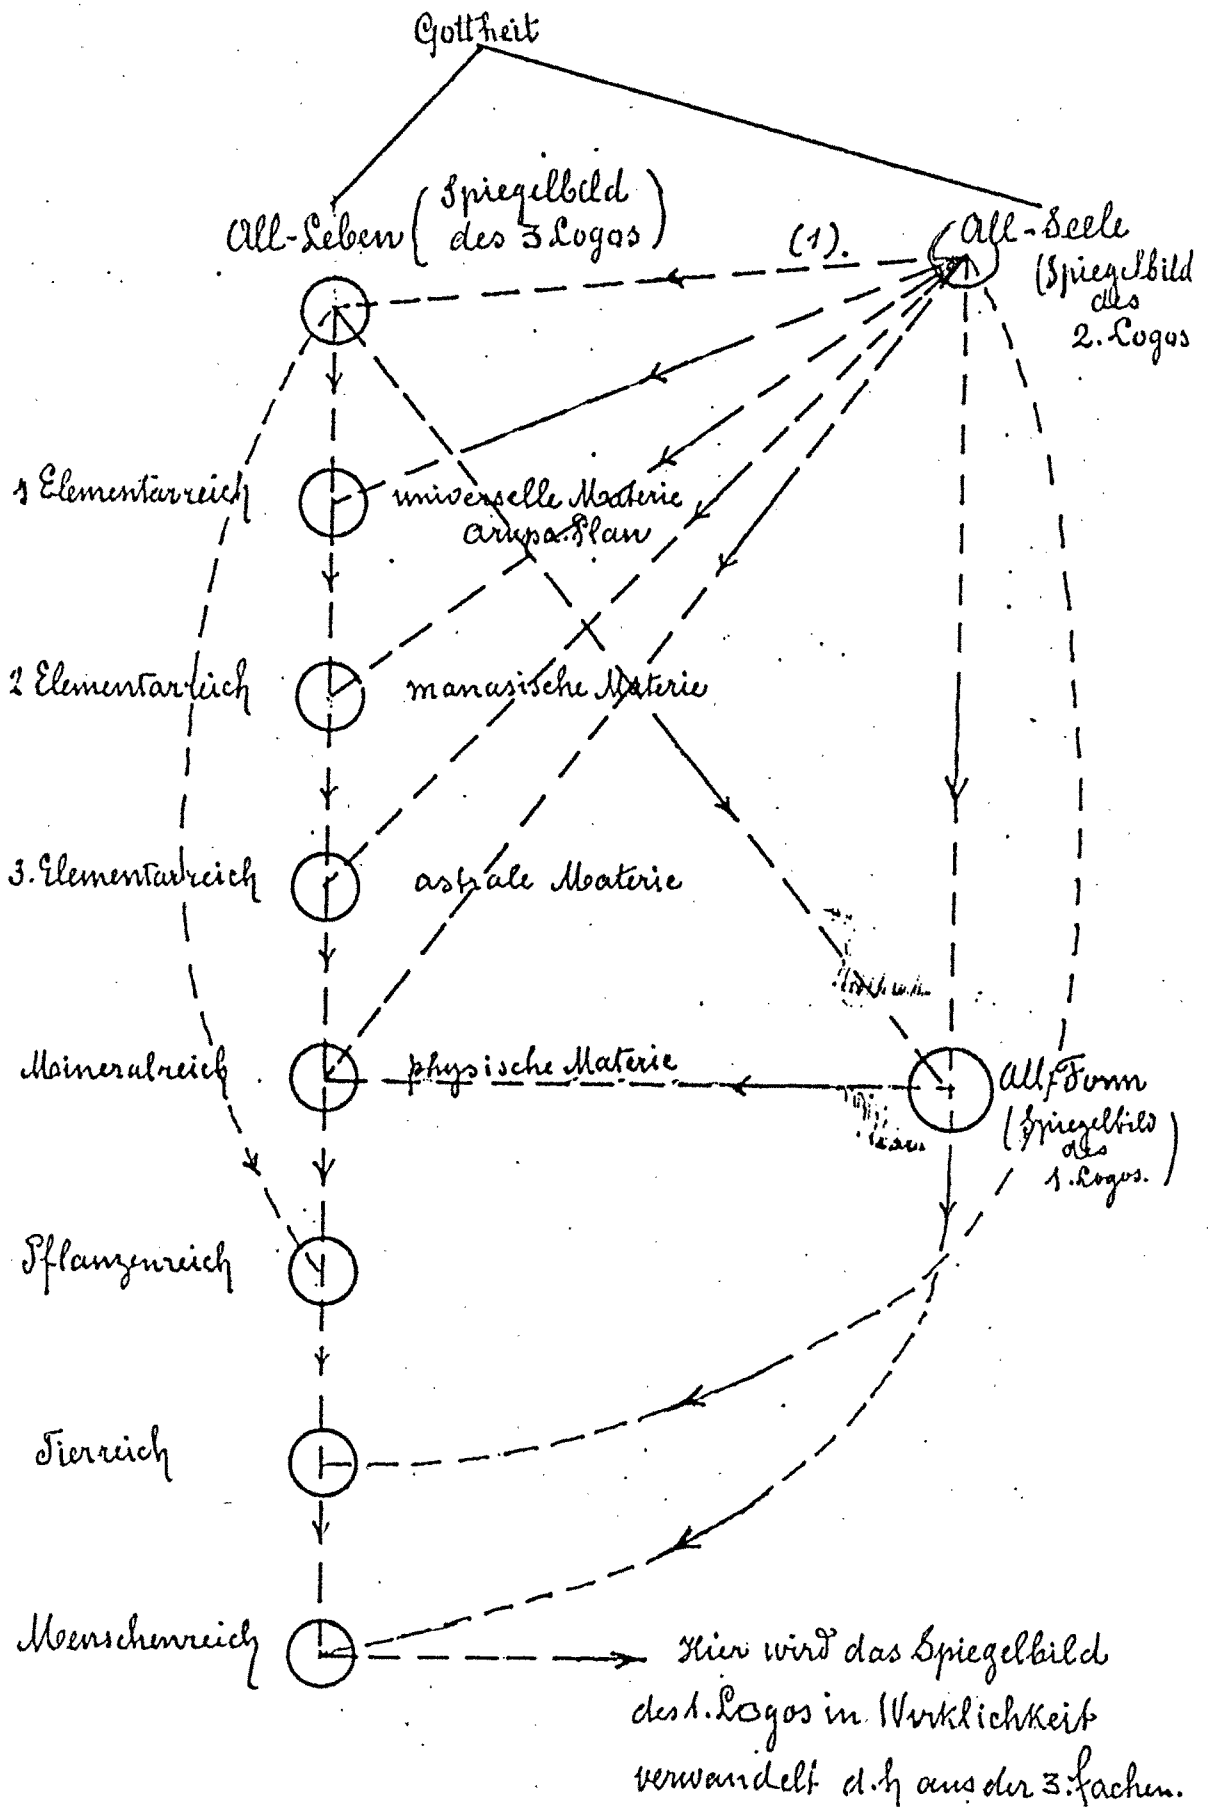 Gottheit
All-Leben (Spiegelbild
des 3 Logos)
(1).
All-Seele
(Spiegelbild
des
2. Logos
1 Elementarreich
universelle Materie
Arupa-Plan
2 Elementarreich
manasische Materie
3. Elementarreich
astrale Materie
Mineralreich
physische Materie
All-Form
(Spiegelbild
des
1. Logos.)
Pflanzenreich
Tierreich
Menschenreich
Hier wird das Spiegelbild
des 1. Logos in Wirklichkeit
verwandelt d.h aus der 3.fachen.